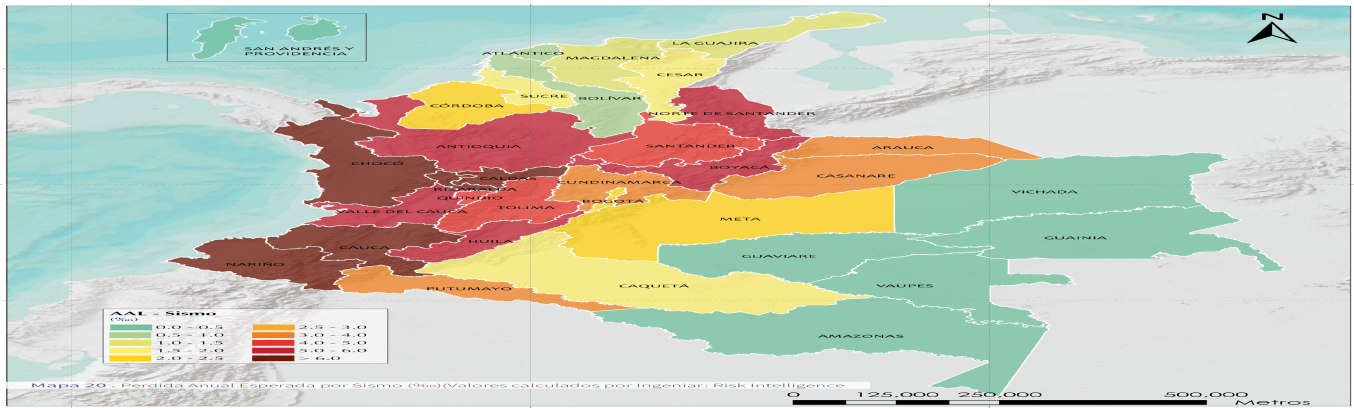 N
SAN ANDRÉS Y
PROVIDENCIA
LA GUAJIRA
ATLÁNTICO
MAGDALENA
CESAR
SUCRE
BOLÍVAR
CÓRDOBA
NORTE DE SANTANDER
ANTIOQUIA
SANTANDER
ARAUCA
CHOCÓ
BOYACÁ
CALDAS
CASANARE
CUNDINAMARCA
RISARALDA
VICHADA
QUINDÍO
BOGOTÁ
TOLIMA
VALLE DEL CAUCA
META
GUAINÍA
HUILA
CAUCA
GUAVIARE
NARIÑO
PUTUMAYO
CAQUETÁ
VAUPES
AMAZONAS
AAL - Sismo
(‰)
0.0 - 0.5
0.5 - 1.0
1.0 - 1.5
1.5 - 2.0
2.0 - 2.5
2.5 - 3.0
3.0 - 4.0
4.0 - 5.0
5.0 - 6.0
> 6.0
Mapa 20 . Perdida Anual Esperada por Sismo (‰)(Valores calculados por Ingeniar: Risk Intelligence
0 125,000 250,000 500,000
Metros